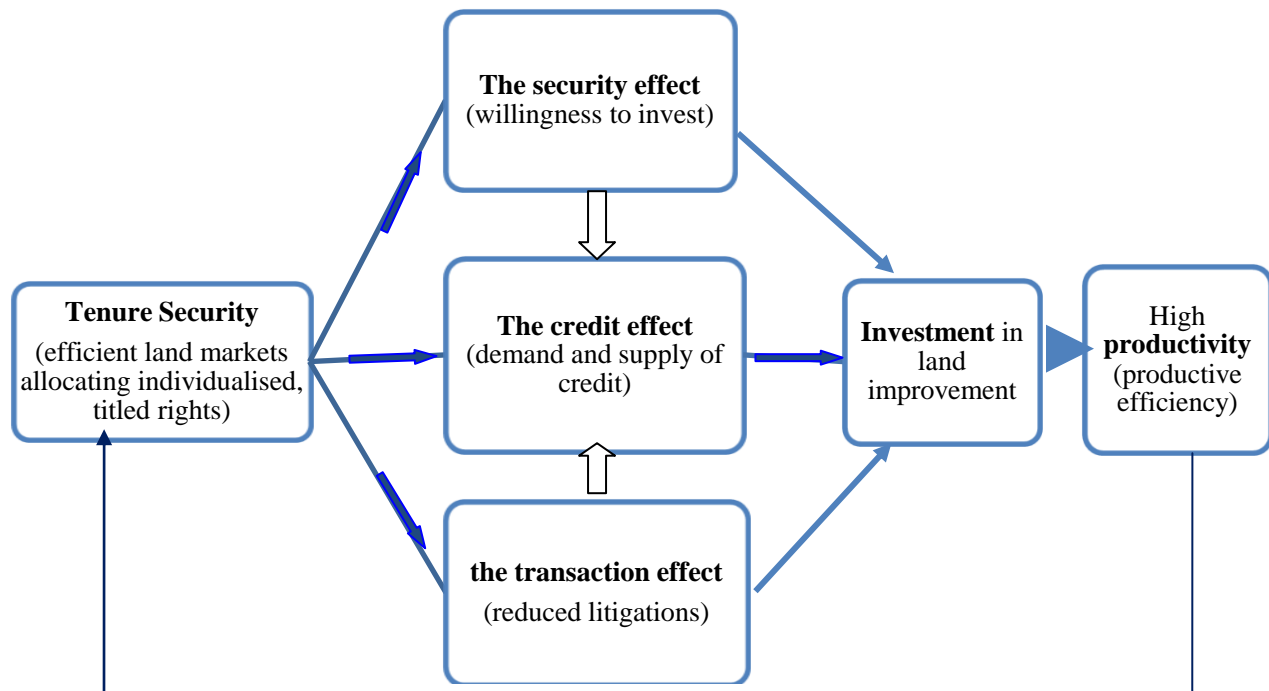 The security effect
(willingness to invest)
Tenure Security
(efficient land markets
allocating individualised,
titled rights)
The credit effect
(demand and supply of
credit)
the transaction effect
(reduced litigations)
Investment in
land
improvement
High
productivity
(productive
efficiency)